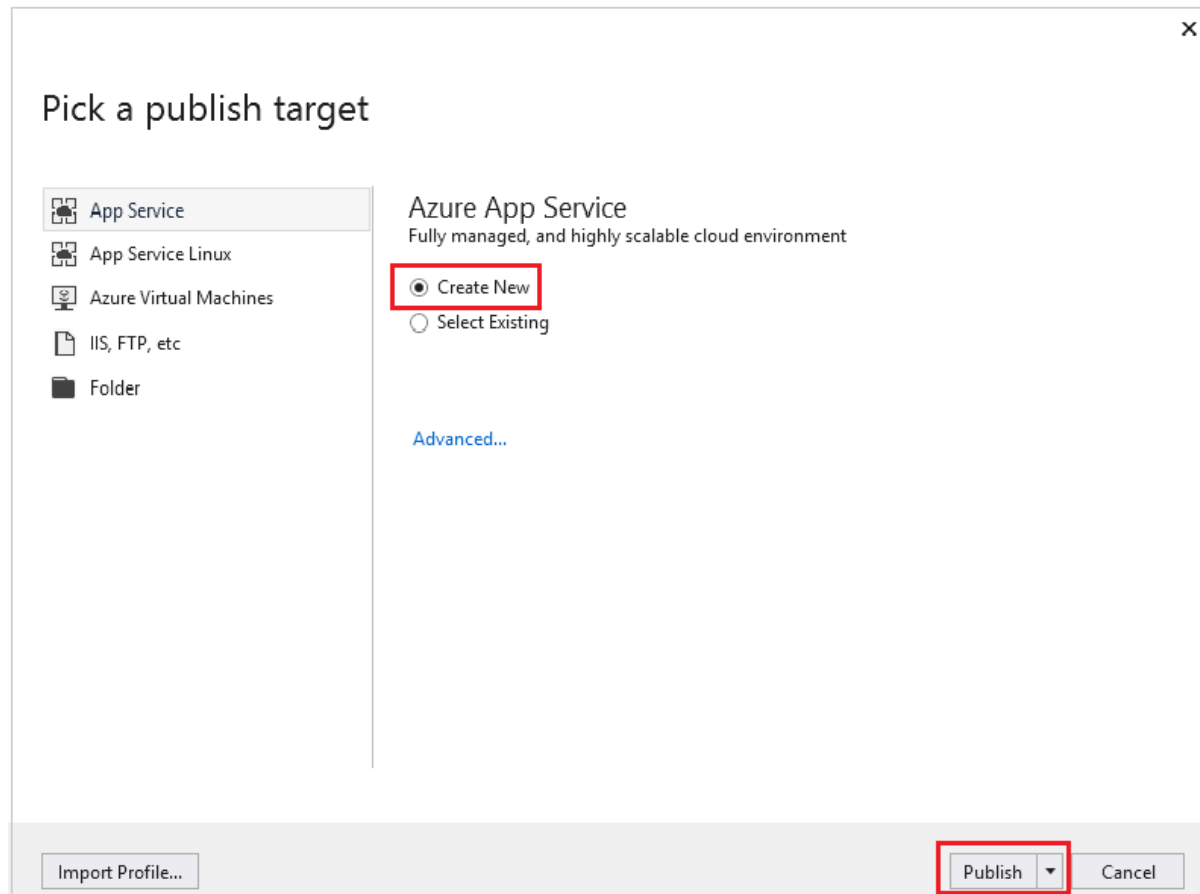 Pick a publish target
App Service
App Service Linux
Azure Virtual Machines
IIS, FTP, etc
Folder
Azure App Service
Fully managed, and highly scalable cloud environment
Create New
Select Existing
Advanced...
Import Profile...
Publish
Cancel